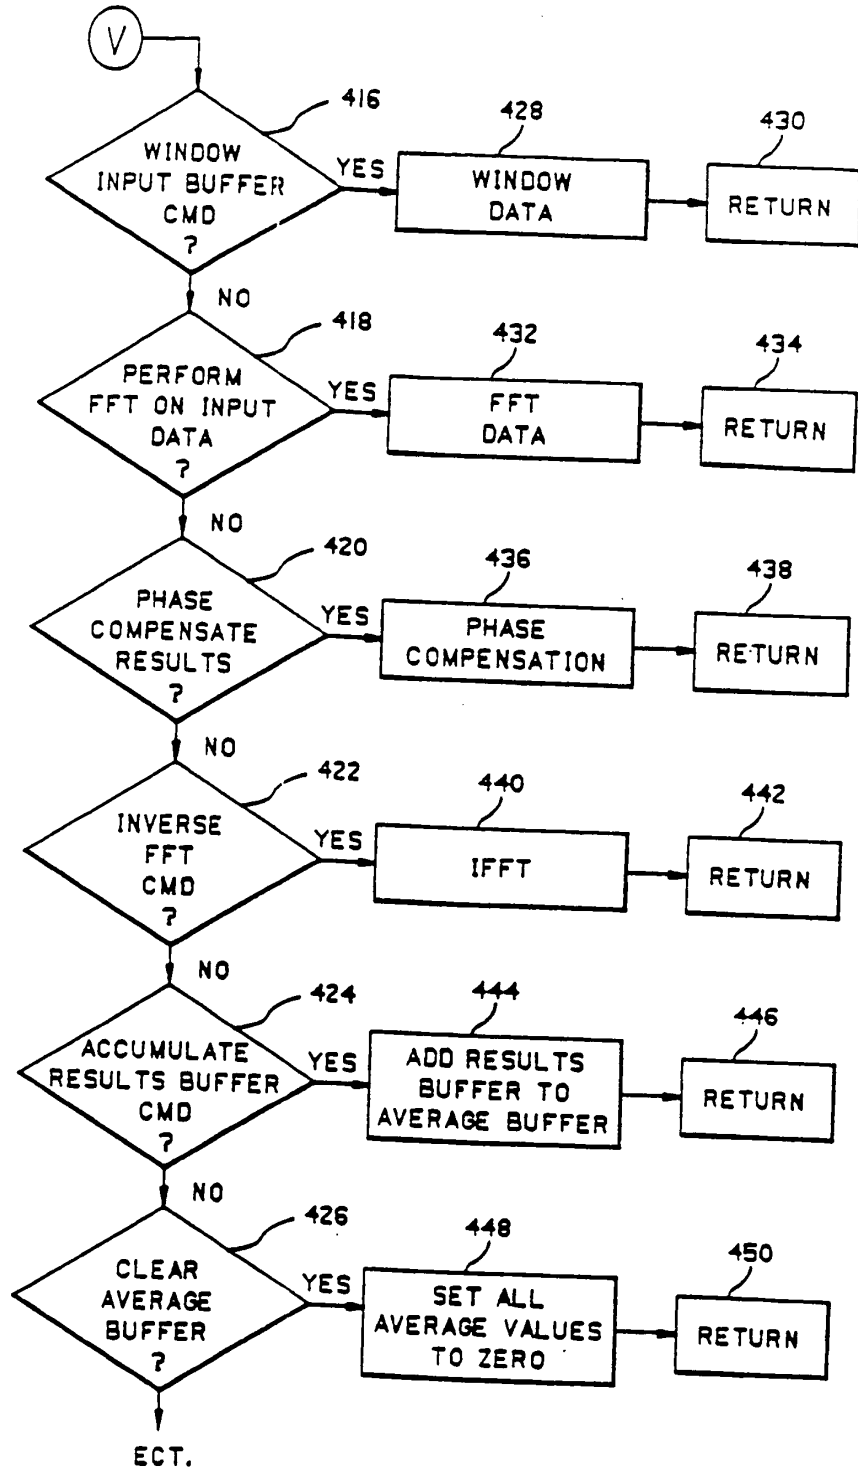 V
416
WINDOW
INPUT BUFFER
CMD
?
YES
428
WINDOW
DATA
430
RETURN
NO
418
PERFORM
FFT ON INPUT
DATA
?
YES
432
FFT
DATA
434
RETURN
NO
420
PHASE
COMPENSATE
RESULTS
?
YES
436
PHASE
COMPENSATION
438
RETURN
NO
422
INVERSE
FFT
CMD
?
YES
440
IFFT
442
RETURN
NO
424
ACCUMULATE
RESULTS BUFFER
CMD
?
YES
444
ADD RESULTS
BUFFER TO
AVERAGE BUFFER
446
RETURN
NO
426
CLEAR
AVERAGE
BUFFER
?
YES
448
SET ALL
AVERAGE VALUES
TO ZERO
450
RETURN
ECT.